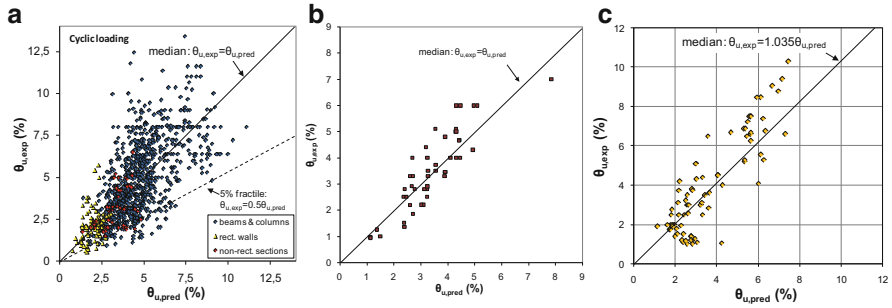 a
Cyclic loading
median: θu,exp=θu,pred
12,5
10
7,5
5
2,5
0
θu,exp (%)
5% fractile:
θu,exp=0.5θu,pred
beams & columns
rect. walls
non-rect. sections
0 2,5 5 7,5 10 12,5
θu,pred (%)
b
median: θu,exp=θu,pred
9
8
7
6
5
4
3
2
1
0
θu,exp (%)
0 1 2 3 4 5 6 7 8 9
θu,pred (%)
c
median: θu,exp=1.035θu,pred
12
10
8
6
4
2
0
θu,exp (%)
0 2 4 6 8 10 12
θu,pred (%)